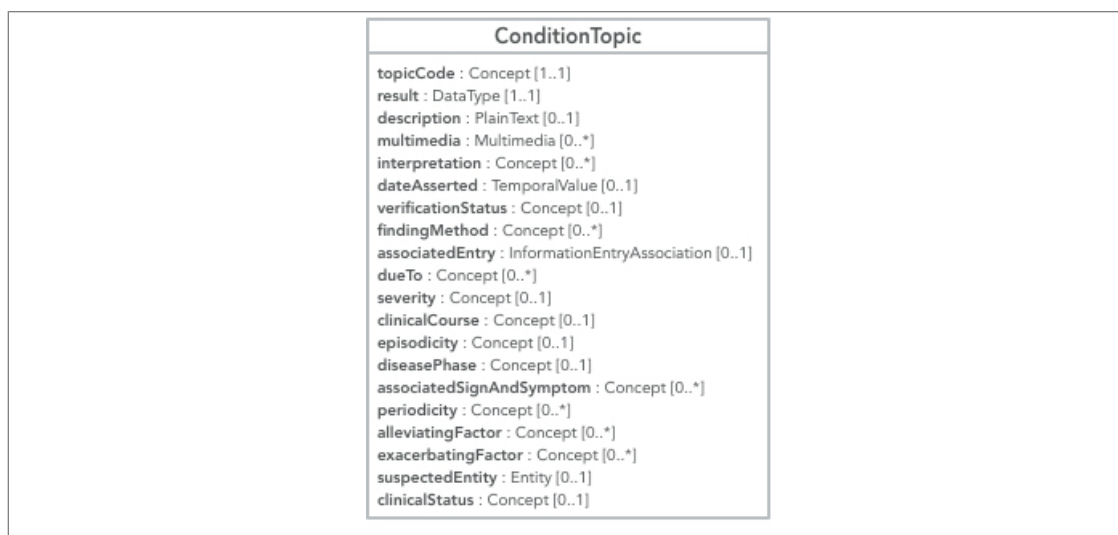 ConditionTopic
topicCode : Concept [1..1]
result : DataType [1..1]
description : PlainText [0..1]
multimedia : Multimedia [0..*]
interpretation : Concept [0..*]
dateAsserted : TemporalValue [0..1]
verificationStatus : Concept [0..1]
findingMethod : Concept [0..*]
associatedEntry : InformationEntryAssociation [0..1]
dueTo : Concept [0..*]
severity : Concept [0..1]
clinicalCourse : Concept [0..1]
episodicity : Concept [0..1]
diseasePhase : Concept [0..1]
associatedSignAndSymptom : Concept [0..*]
periodicity : Concept [0..*]
alleviatingFactor : Concept [0..*]
exacerbatingFactor : Concept [0..*]
suspectedEntity : Entity [0..1]
clinicalStatus : Concept [0..1]